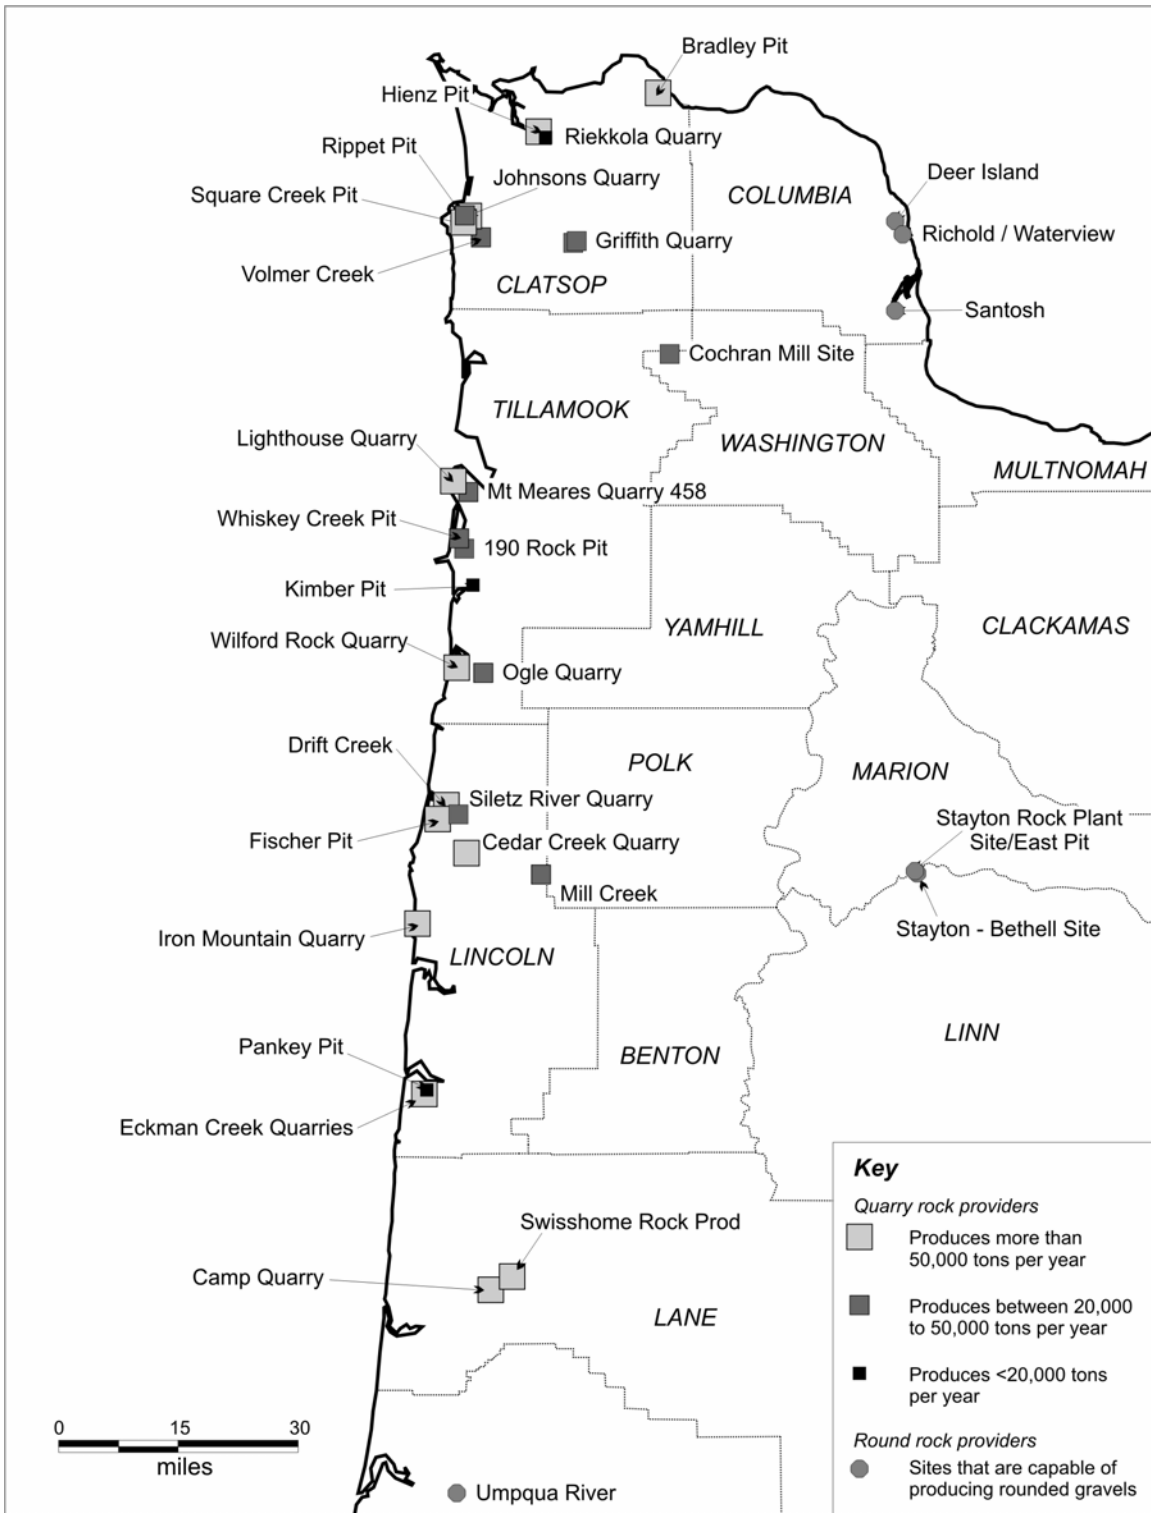 Bradley Pit
Hienz Pit
Riekkola Quarry
Rippet Pit
Johnsons Quarry
Square Creek Pit
COLUMBIA
Deer Island
Richold / Waterview
Griffith Quarry
Volmer Creek
CLATSOP
Santosh
Cochran Mill Site
TILLAMOOK
Lighthouse Quarry
WASHINGTON
MULTNOMAH
Mt Meares Quarry 458
Whiskey Creek Pit
190 Rock Pit
Kimber Pit
YAMHILL
CLACKAMAS
Wilford Rock Quarry
Ogle Quarry
Drift Creek
POLK
MARION
Siletz River Quarry
Stayton Rock Plant
Site/East Pit
Fischer Pit
Cedar Creek Quarry
Mill Creek
Stayton - Bethell Site
Iron Mountain Quarry
LINCOLN
LINN
Pankey Pit
BENTON
Eckman Creek Quarries
Swisshome Rock Prod
Camp Quarry
LANE
Umpqua River
0 15 30
miles
Key
Quarry rock providers
Produces more than
50,000 tons per year
Produces between 20,000
to 50,000 tons per year
Produces <20,000 tons
per year
Round rock providers
Sites that are capable of
producing rounded gravels